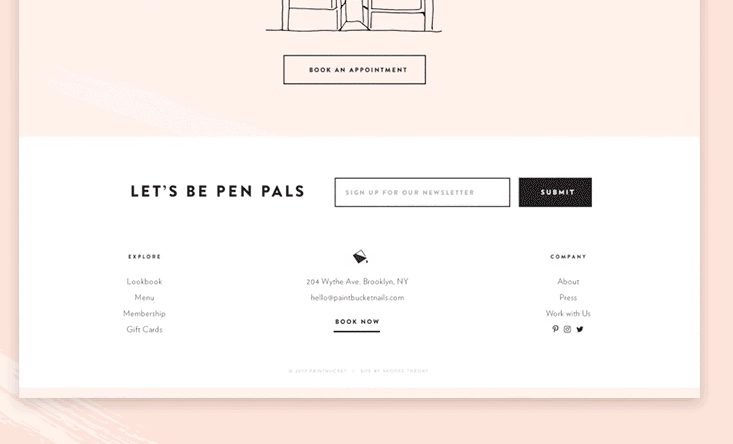 BOOK AN APPOINTMENT
LET'S BE PEN PALS
SIGN UP FOR OUR NEWSLETTER
SUBMIT
EXPLORE
Lookbook
Menu
Membership
Gift Cards
204 Wythe Ave. Brooklyn, NY
hello@paintbucketnails.com
BOOK NOW
COMPANY
About
Press
Work with Us
© 2017 PAINTBUCKET | SITE BY